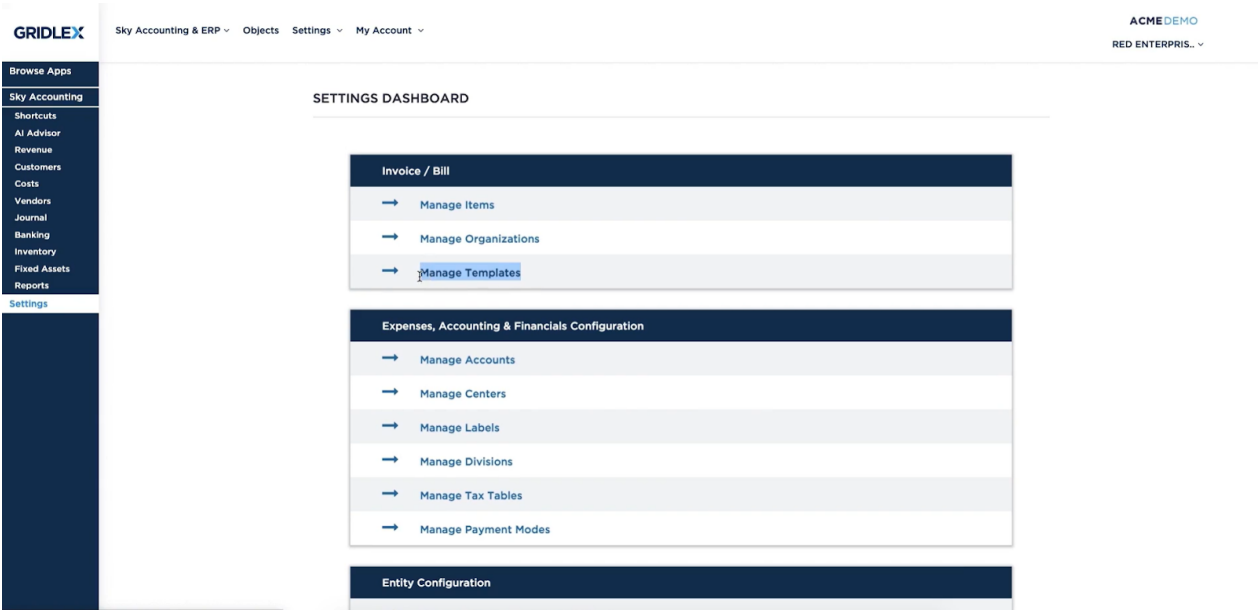 GRIDLEX
Sky Accounting & ERP Objects Settings My Account
ACMEDEMO
RED ENTERPRIS..
Browse Apps
Sky Accounting
Shortcuts
AI Advisor
Revenue
Customers
Costs
Vendors
Journal
Banking
Inventory
Fixed Assets
Reports
Settings
SETTINGS DASHBOARD
Invoice / Bill
Manage Items
Manage Organizations
Manage Templates
Expenses, Accounting & Financials Configuration
Manage Accounts
Manage Centers
Manage Labels
Manage Divisions
Manage Tax Tables
Manage Payment Modes
Entity Configuration